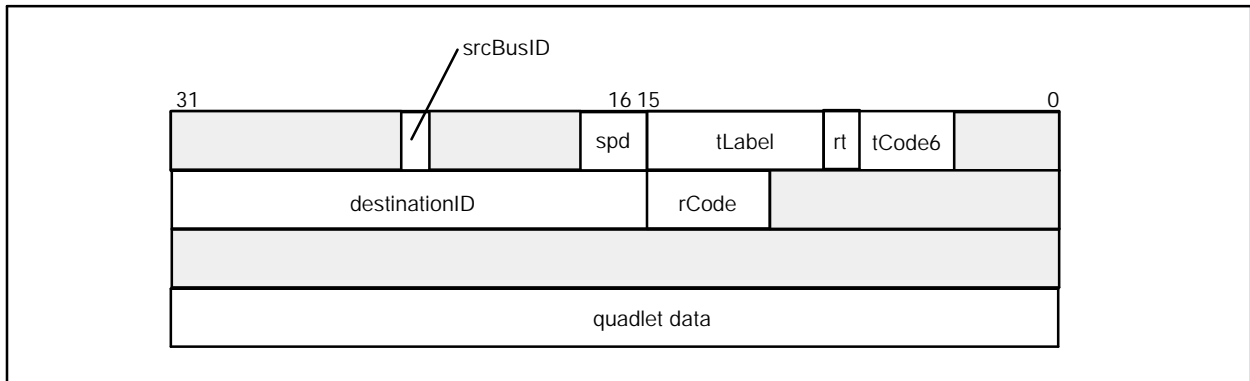 srcBusID
31 16 15 0
spd tLabel rt tCode6
destinationID rCode
quadlet data